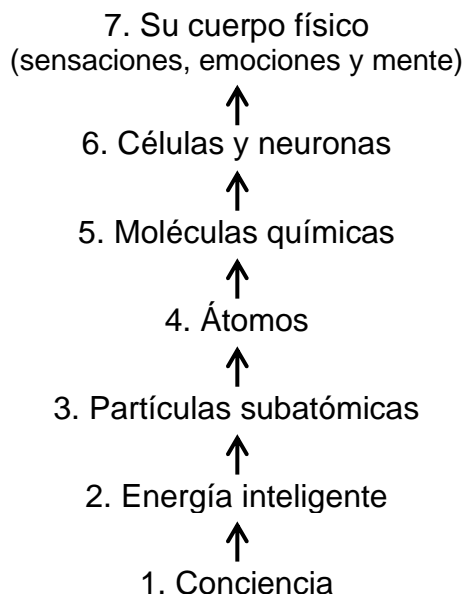 7. Su cuerpo físico
(sensaciones, emociones y mente)
6. Células y neuronas
5. Moléculas químicas
4. Átomos
3. Partículas subatómicas
2. Energía inteligente
1. Conciencia